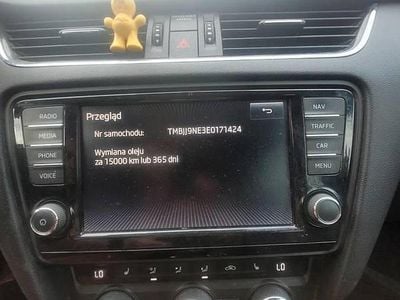 RADIO
MEDIA
PHONE
VOICE
Przegląd
Nr samochodu: TMBJJ9NE3E0171424
Wymiana oleju
za 15000 km lub 365 dni
NAV
TRAFFIC
CAR
MENU
LO
LO